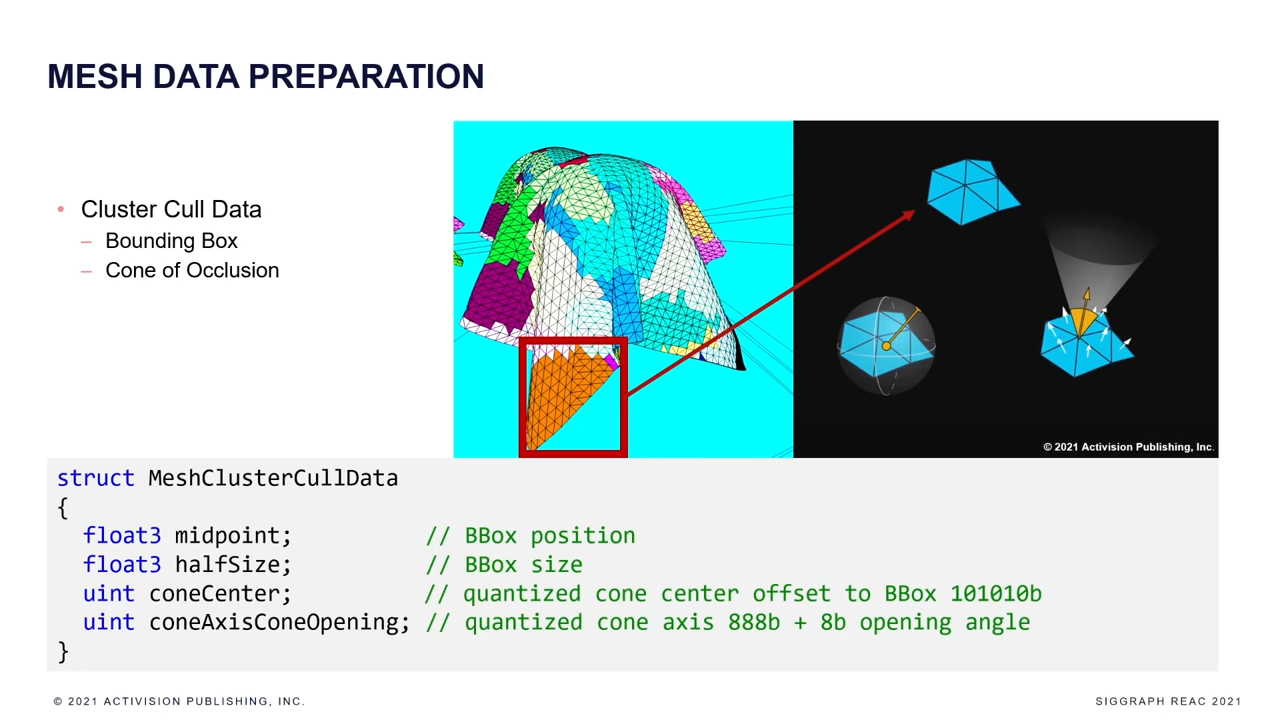 MESH DATA PREPARATION
• Cluster Cull Data
– Bounding Box
– Cone of Occlusion
© 2021 Activision Publishing, Inc.
struct MeshClusterCullData
{
float3 midpoint; // BBox position
float3 halfSize; // BBox size
uint coneCenter; // quantized cone center offset to BBox 101010b
uint coneAxisConeOpening; // quantized cone axis 888b + 8b opening angle
}
© 2021 ACTIVISION PUBLISHING, INC.
SIGGRAPH REAC 2021